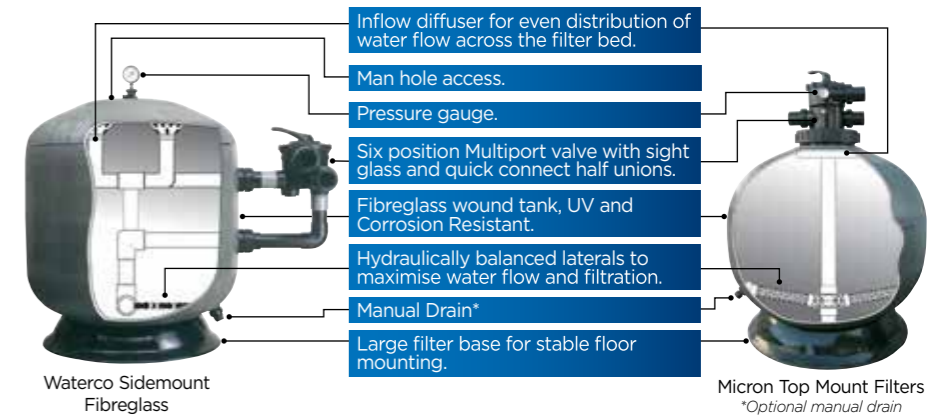 Inflow diffuser for even distribution of
water flow across the filter bed.
Man hole access.
Pressure gauge.
Six position Multiport valve with sight
glass and quick connect half unions.
Fibreglass wound tank, UV and
Corrosion Resistant.
Hydraulically balanced laterals to
maximise water flow and filtration.
Manual Drain*
Large filter base for stable floor
mounting.
Waterco Sidemount
Fibreglass
Micron Top Mount Filters
*Optional manual drain